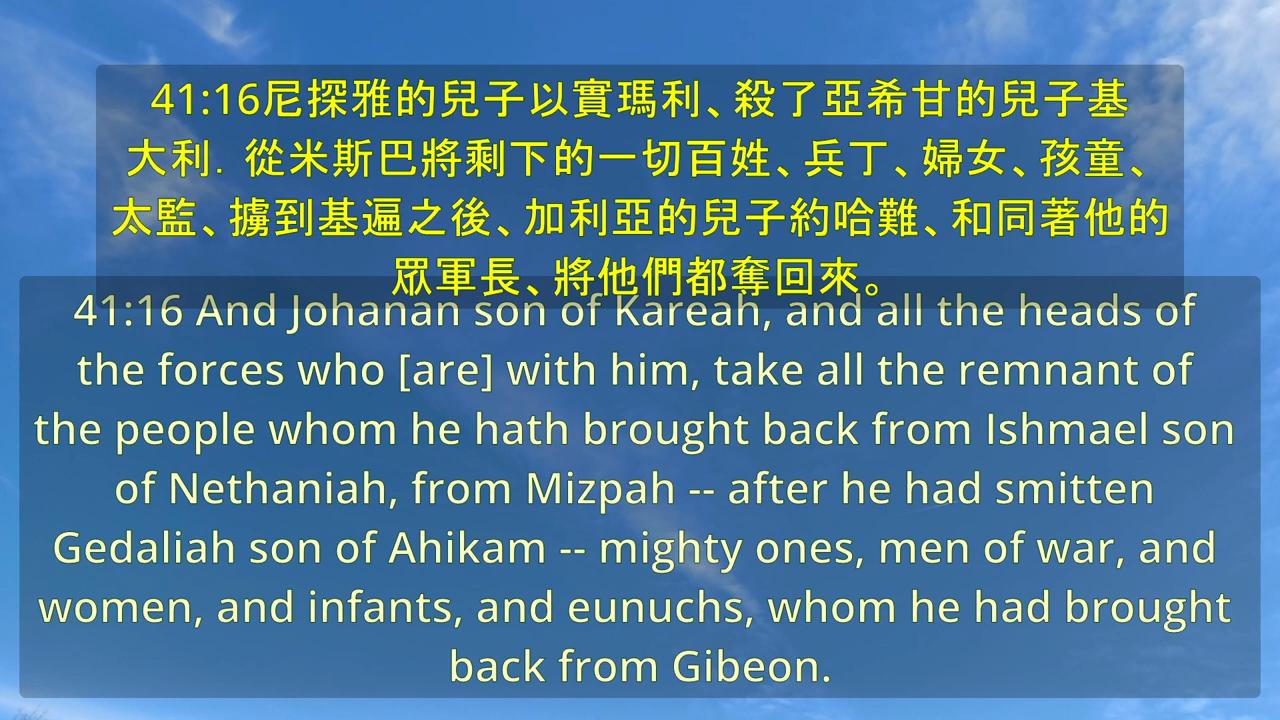 41:16尼探雅的兒子以實瑪利、殺了亞希甘的兒子基
大利．從米斯巴將剩下的一切百姓、兵丁、婦女、孩童、
太監、擄到基遍之後、加利亞的兒子約哈難、和同著他的
眾軍長、將他們都奪回來。
41:16 And Johanan son of Kareah, and all the heads of
the forces who [are] with him, take all the remnant of
the people whom he hath brought back from Ishmael son
of Nethaniah, from Mizpah -- after he had smitten
Gedaliah son of Ahikam -- mighty ones, men of war, and
women, and infants, and eunuchs, whom he had brought
back from Gibeon.